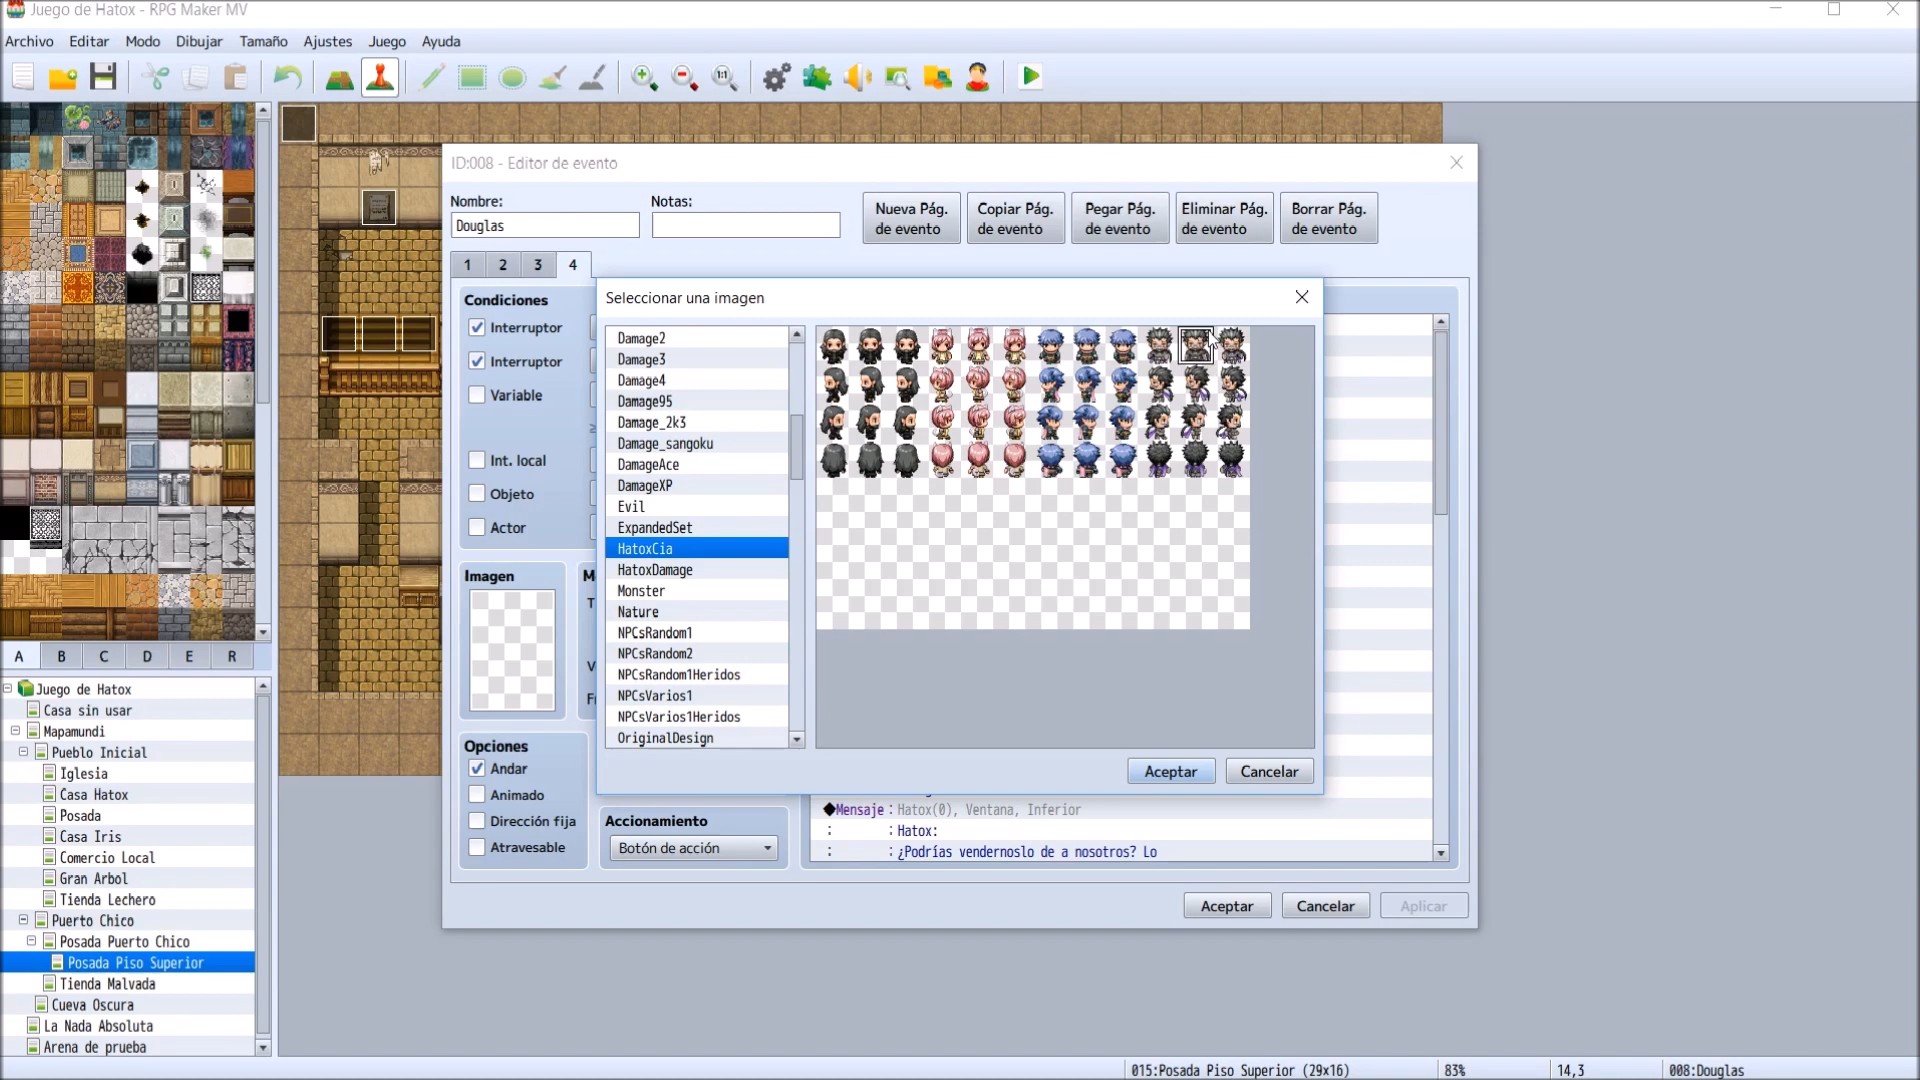 Juego de Hatox - RPG Maker MV
Archivo Editar Modo Dibujar Tamaño Ajustes Juego Ayuda
1:1
ID:008 - Editor de evento
Nombre:
Notas:
Douglas
Nueva Pág. de evento
Copiar Pág. de evento
Pegar Pág. de evento
Eliminar Pág. de evento
Borrar Pág. de evento
1 2 3 4
Condiciones
Interruptor
Interruptor
Variable
≥
Int. local
Objeto
Actor
Imagen
M
T
V
F
Opciones
Andar
Animado
Dirección fija
Atravesable
Accionamiento
Botón de acción
Seleccionar una imagen
Damage2
Damage3
Damage4
Damage95
Damage_2k3
Damage_sangoku
DamageAce
DamageXP
Evil
ExpandedSet
HatoxCia
HatoxDamage
Monster
Nature
NPCsRandom1
NPCsRandom2
NPCsRandom1Heridos
NPCsVarios1
NPCsVarios1Heridos
OriginalDesign
Aceptar
Cancelar
◆Mensaje : Hatox(0), Ventana, Inferior
: : Hatox:
: : ¿Podrías vendernoslo de a nosotros? Lo
Aceptar
Cancelar
Aplicar
A B C D E R
Juego de Hatox
Casa sin usar
Mapamundi
Pueblo Inicial
Iglesia
Casa Hatox
Posada
Casa Iris
Comercio Local
Gran Arbol
Tienda Lechero
Puerto Chico
Posada Puerto Chico
Posada Piso Superior
Tienda Malvada
Cueva Oscura
La Nada Absoluta
Arena de prueba
015:Posada Piso Superior (29x16)
83%
14,3
008:Douglas